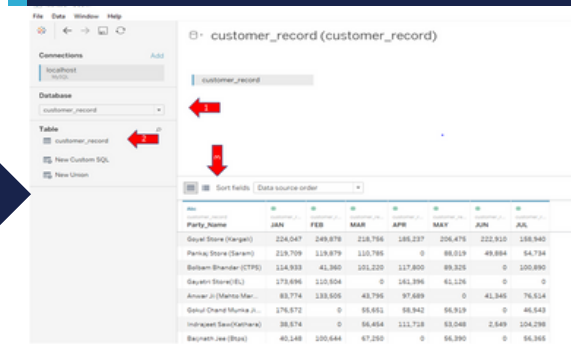 File Data Window Help
customer_record (customer_record)
Connections Add
localhost
MySQL
customer_record
Database
customer_record
1
Table
customer_record
2
New Custom SQL
New Union
3
Sort fields Data source order
Abc
Party_Name JAN FEB MAR APR MAY JUN JUL
Goyal Store (Kargali) 224,047 249,878 218,756 185,237 206,475 222,910 158,940
Pankaj Store (Saram) 219,709 119,879 110,785 0 88,019 49,884 54,734
Bolbam Bhandar (CTPS) 114,933 41,360 101,220 117,800 89,325 0 100,890
Gayatri Store(IEL) 173,696 110,504 0 161,396 61,126 0 0
Anwar Ji (Mahto Mar... 83,774 133,505 43,795 97,689 0 41,345 76,514
Gokul Chand Munka Ji... 176,572 0 55,651 58,942 56,919 0 46,543
Indrajeet Saw(Kathara) 38,574 0 56,454 111,718 53,048 2,549 104,298
Baijnath Jee (Btps) 40,148 100,644 67,250 0 56,390 0 56,365